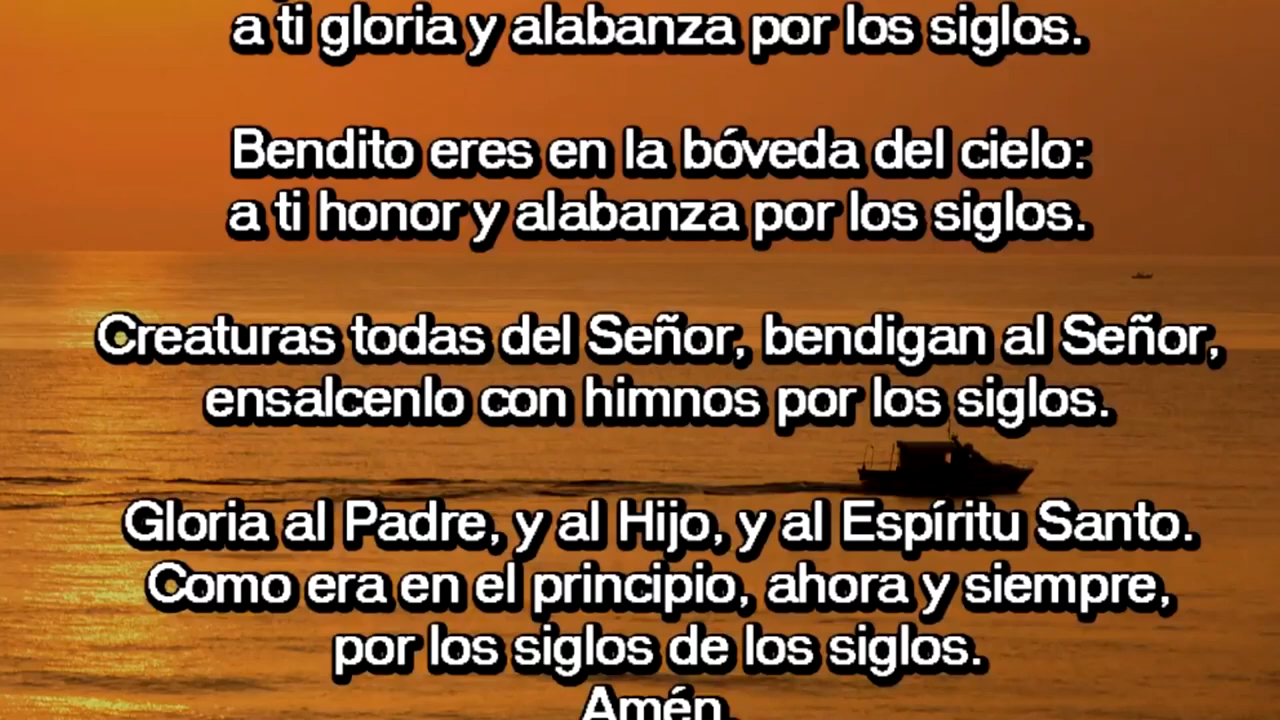 a ti gloria y alabanza por los siglos.
Bendito eres en la bóveda del cielo:
a ti honor y alabanza por los siglos.
Creaturas todas del Señor, bendigan al Señor,
ensalcenlo con himnos por los siglos.
Gloria al Padre, y al Hijo, y al Espíritu Santo.
Como era en el principio, ahora y siempre,
por los siglos de los siglos.
Amén.